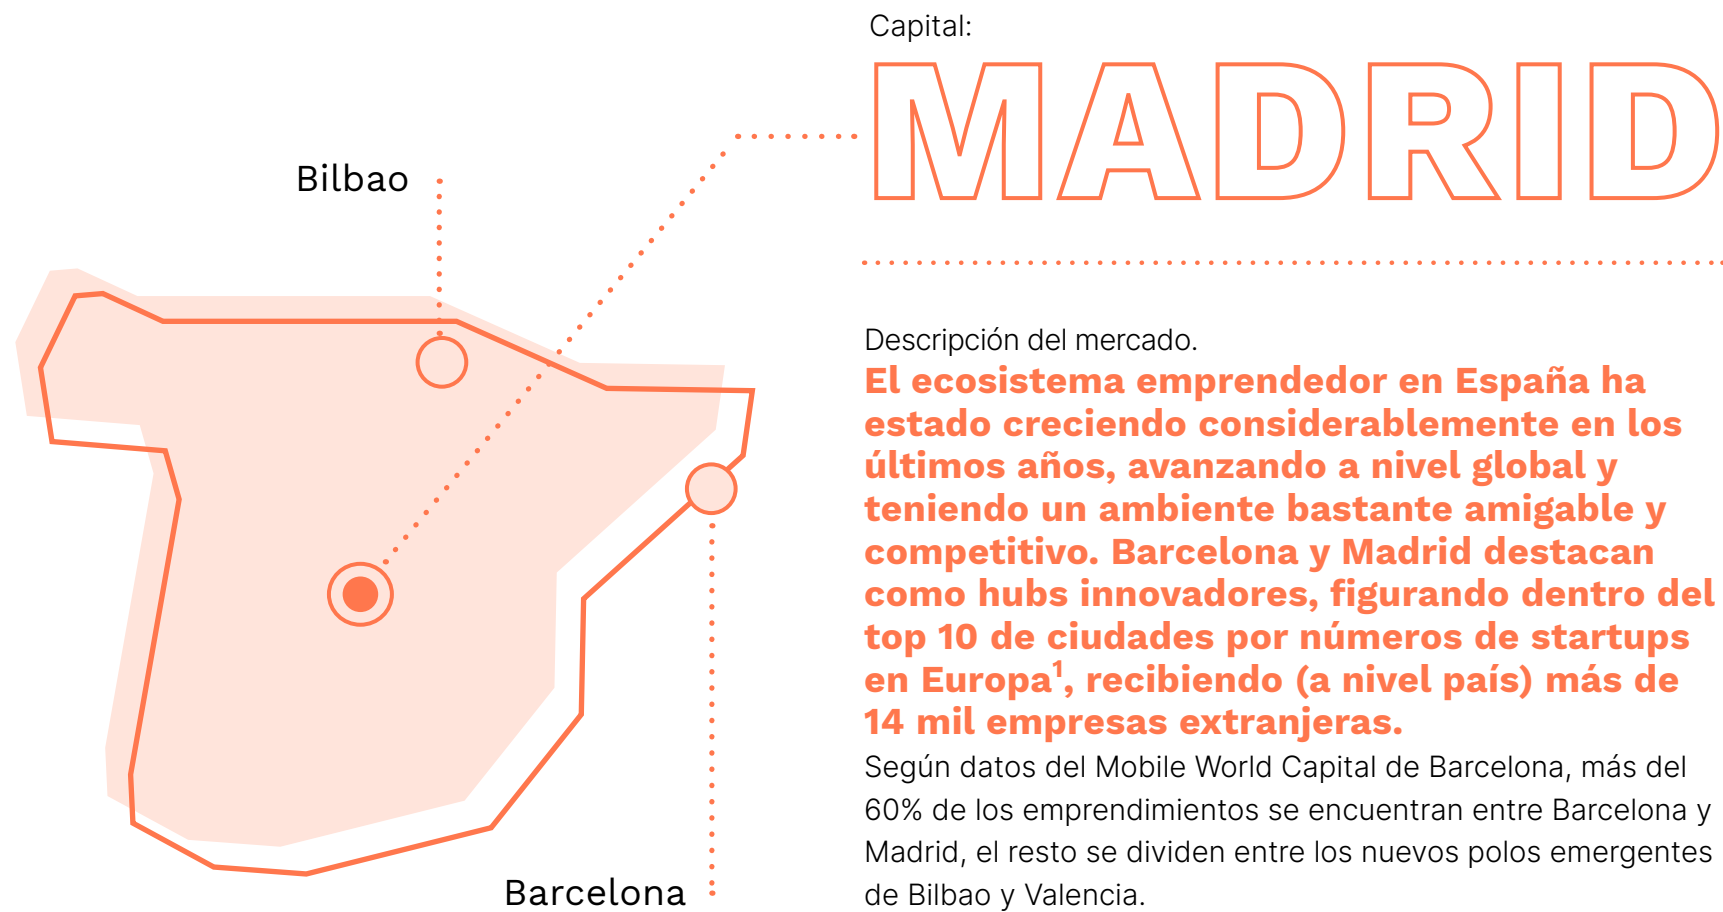 Capital:
MADRID
Bilbao
Descripción del mercado.
El ecosistema emprendedor en España ha
estado creciendo considerablemente en los
últimos años, avanzando a nivel global y
teniendo un ambiente bastante amigable y
competitivo. Barcelona y Madrid destacan
como hubs innovadores, figurando dentro del
top 10 de ciudades por números de startups
en Europa¹, recibiendo (a nivel país) más de
14 mil empresas extranjeras.
Según datos del Mobile World Capital de Barcelona, más del
60% de los emprendimientos se encuentran entre Barcelona y
Madrid, el resto se dividen entre los nuevos polos emergentes
de Bilbao y Valencia.
Barcelona